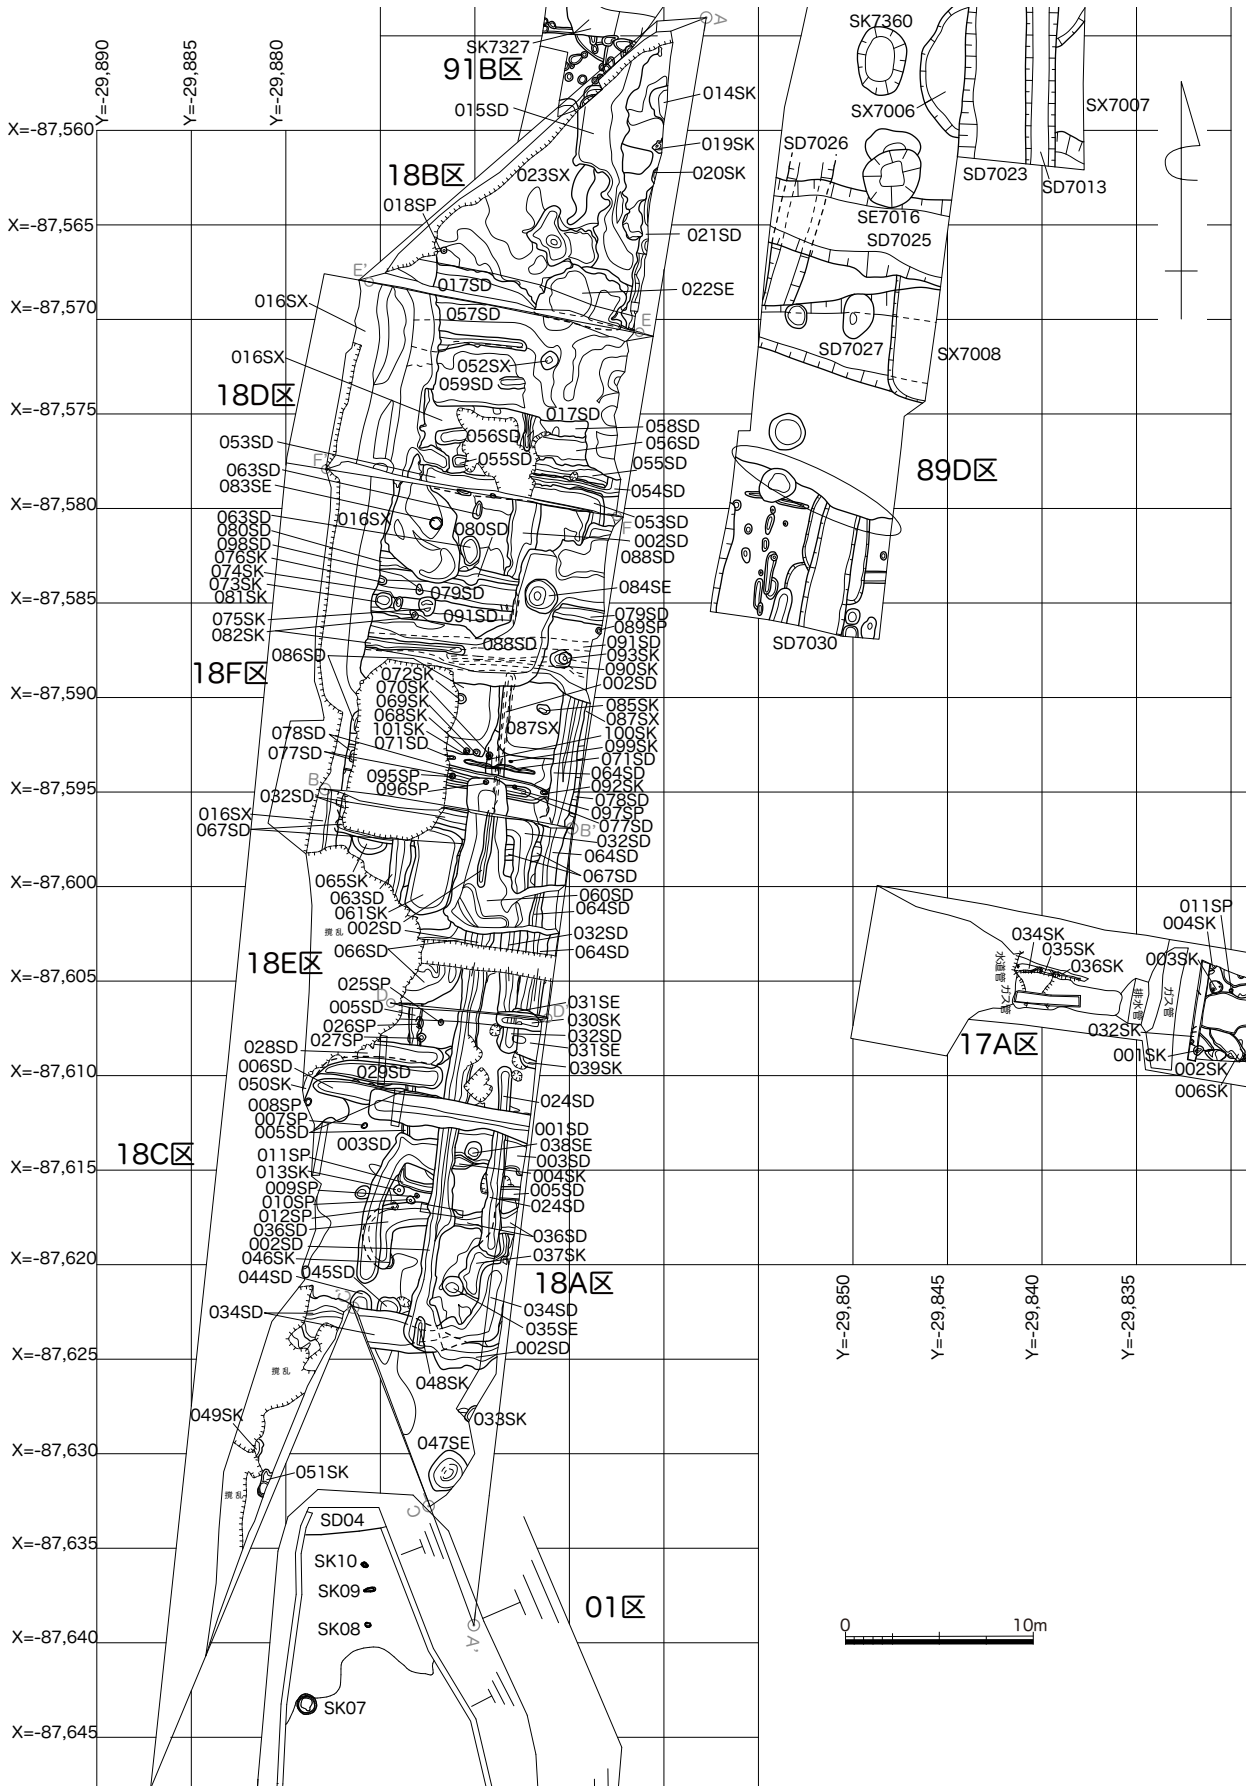 Y=-29,890
Y=-29,885
Y=-29,880
X=-87,560
X=-87,565
X=-87,570
X=-87,575
X=-87,580
X=-87,585
X=-87,590
X=-87,595
X=-87,600
X=-87,605
X=-87,610
X=-87,615
X=-87,620
X=-87,625
X=-87,630
X=-87,635
X=-87,640
X=-87,645
SK7327
91B区
A
015SD
014SK
019SK
18B区
020SK
023SX
018SP
021SD
E'
017SD
022SE
016SX
057SD
E
016SX
052SX
059SD
18D区
017SD
058SD
053SD
056SD
056SD
063SD
F'
055SD
055SD
083SE
054SD
063SD
016SX
053SD
080SD
080SD
F
002SD
098SD
088SD
076SK
074SK
079SD
084SE
073SK
081SK
091SD
079SD
075SK
089SP
082SK
088SD
091SD
086SD
093SK
18F区
072SK
090SK
070SK
002SD
069SK
085SK
068SK
087SX
087SX
078SD
101SK
100SK
077SD
071SD
099SK
071SD
095SP
064SD
B
096SP
092SK
032SD
078SD
016SX
097SP
067SD
077SD
B'
032SD
064SD
065SK
067SD
063SD
060SD
061SK
064SD
002SD
撹乱
032SD
066SD
064SD
18E区
025SP
D
031SE
005SD
D'
030SK
026SP
032SD
027SP
031SE
028SD
039SK
006SD
029SD
050SK
024SD
008SP
007SP
001SD
005SD
038SE
003SD
003SD
18C区
011SP
004SK
013SK
005SD
009SP
024SD
010SP
012SP
036SD
036SD
002SD
037SK
046SK
044SD
045SD
18A区
C'
034SD
034SD
035SE
002SD
撹乱
048SK
049SK
033SK
047SE
051SK
撹乱
C
SD04
SK10
SK09
01区
SK08
A'
SK07
SK7360
SX7006
SX7007
SD7026
SD7023
SD7013
SE7016
SD7025
SD7027
SX7008
89D区
SD7030
011SP
004SK
034SK
003SK
035SK
036SK
水道管
ガス管
排水管
ガス管
032SK
17A区
001SK
002SK
006SK
Y=-29,850
Y=-29,845
Y=-29,840
Y=-29,835
0
10m